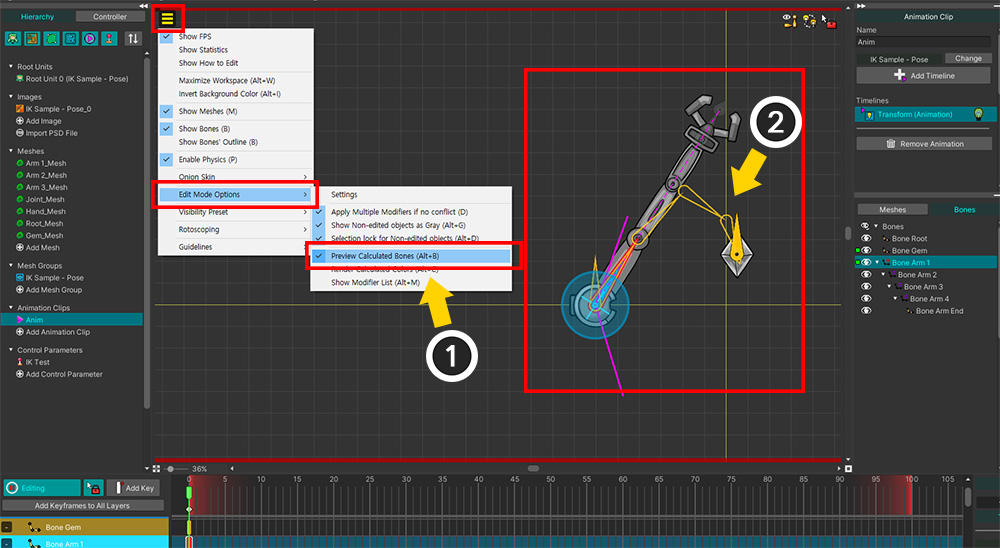 Hierarchy
Controller
Root Units
Root Unit 0 (IK Sample - Pose)
Images
IK Sample - Pose_0
Add Image
Import PSD File
Meshes
Arm 1_Mesh
Arm 2_Mesh
Arm 3_Mesh
Joint_Mesh
Hand_Mesh
Root_Mesh
Gem_Mesh
Add Mesh
Mesh Groups
IK Sample - Pose
Add Mesh Group
Animation Clips
Anim
Add Animation Clip
Control Parameters
IK Test
Add Control Parameter
Show FPS
Show Statistics
Show How to Edit
Maximize Workspace (Alt+W)
Invert Background Color (Alt+I)
Show Meshes (M)
Show Bones (B)
Show Bones' Outline (B)
Enable Physics (P)
Onion Skin
Edit Mode Options
Visibility Preset
Rotoscoping
Guidelines
Settings
Apply Multiple Modifiers if no conflict (D)
Show Non-edited objects as Gray (Alt+G)
Selection lock for Non-edited objects (Alt+D)
Preview Calculated Bones (Alt+B)
Render Calculated Colors (Alt+C)
Show Modifier List (Alt+M)
1
2
36%
Animation Clip
Name
Anim
IK Sample - Pose
Change
Add Timeline
Timelines
Transform (Animation)
Remove Animation
Meshes
Bones
Bones
Bone Root
Bone Gem
Bone Arm 1
Bone Arm 2
Bone Arm 3
Bone Arm 4
Bone Arm End
Editing
Add Key
Add Keyframes to All Layers
0 5 10 15 20 25 30 35 40 45 50 55 60 65 70 75 80 85 90 95 100 105
Bone Gem
Bone Arm 1